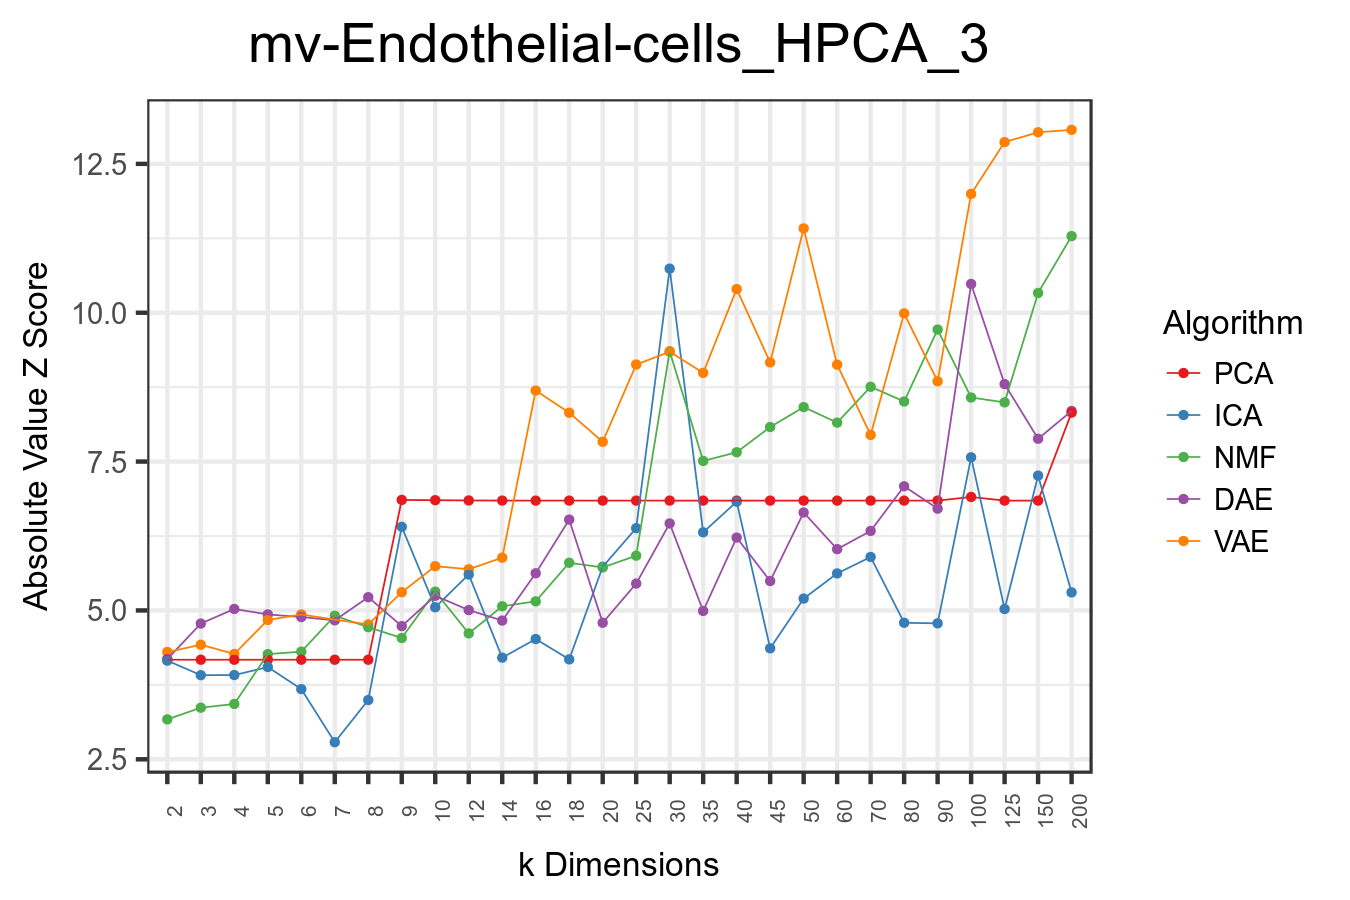 mv-Endothelial-cells_HPCA_3
Absolute Value Z Score
12.5
10.0
7.5
5.0
2.5
2 3 4 5 6 7 8 9 10 12 14 16 18 20 25 30 35 40 45 50 60 70 80 90 100 125 150 200
k Dimensions
Algorithm
PCA
ICA
NMF
DAE
VAE